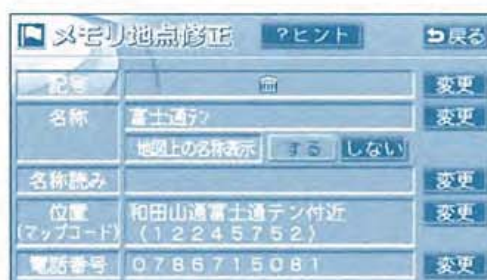 メモリ地点修正 ?ヒント 戻る
記号 変更
名称 富士通テン 変更
地図上の名称表示 する しない
名称読み 変更
位置 和田山通富士通テン付近 変更
(マップコード) (12245752)
電話番号 0786715081 変更